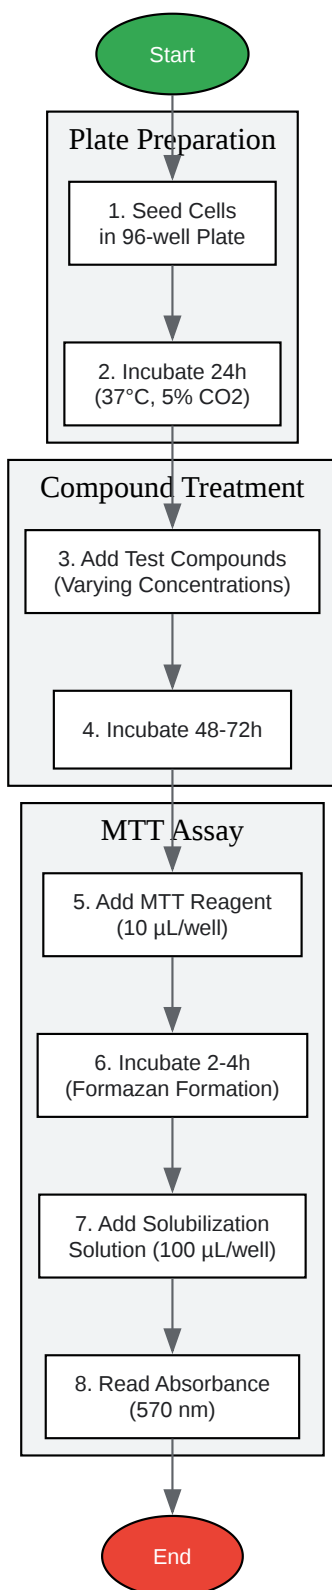 Start
Plate Preparation
1. Seed Cells
in 96-well Plate
2. Incubate 24h
(37°C, 5% CO2)
Compound Treatment
3. Add Test Compounds
(Varying Concentrations)
4. Incubate 48-72h
MTT Assay
5. Add MTT Reagent
(10 µL/well)
6. Incubate 2-4h
(Formazan Formation)
7. Add Solubilization
Solution (100 µL/well)
8. Read Absorbance
(570 nm)
End